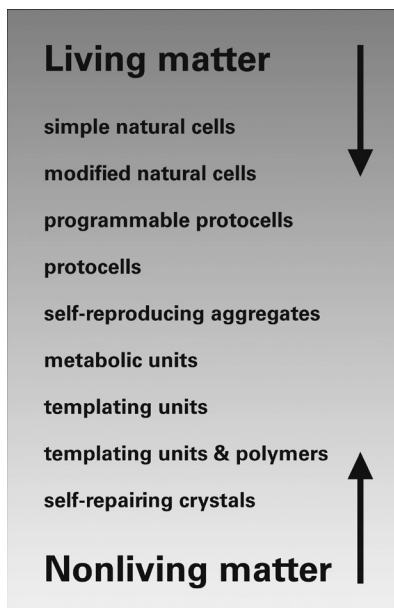 Living matter
simple natural cells
modified natural cells
programmable protocells
protocells
self-reproducing aggregates
metabolic units
templating units
templating units & polymers
self-repairing crystals
Nonliving matter